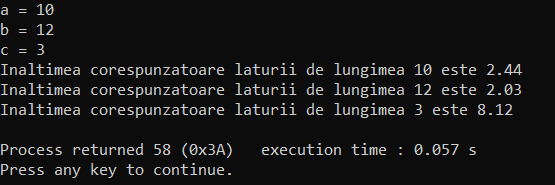 a = 10
b = 12
c = 3
Inaltimea corespunzatoare laturii de lungimea 10 este 2.44
Inaltimea corespunzatoare laturii de lungimea 12 este 2.03
Inaltimea corespunzatoare laturii de lungimea 3 este 8.12
Process returned 58 (0x3A)   execution time : 0.057 s
Press any key to continue.